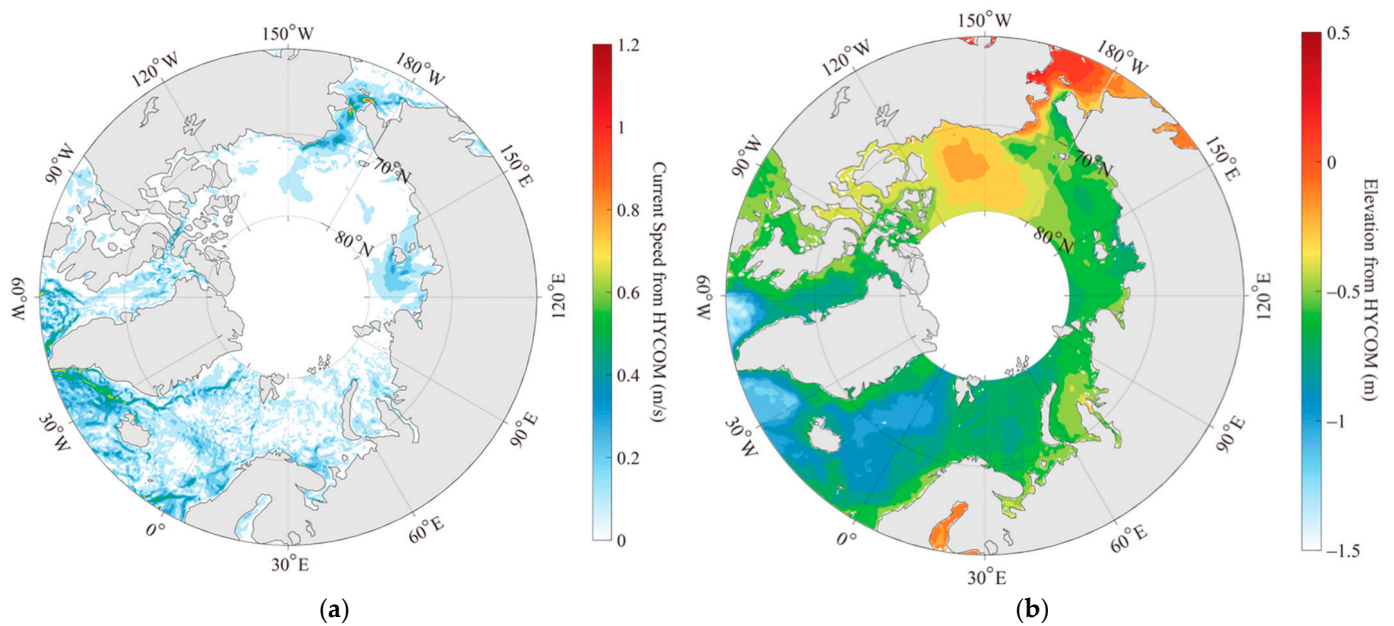 150°W
180°W
150°E
120°E
90°E
60°E
30°E
0°
30°W
60°W
90°W
120°W
70°N
80°N
1.2
1
0.8
0.6
0.4
0.2
0
Current Speed from HYCOM (m/s)
(a)
150°W
180°W
150°E
120°E
90°E
60°E
30°E
0°
30°W
60°W
90°W
120°W
70°N
80°N
0.5
0
−0.5
−1
−1.5
Elevation from HYCOM (m)
(b)